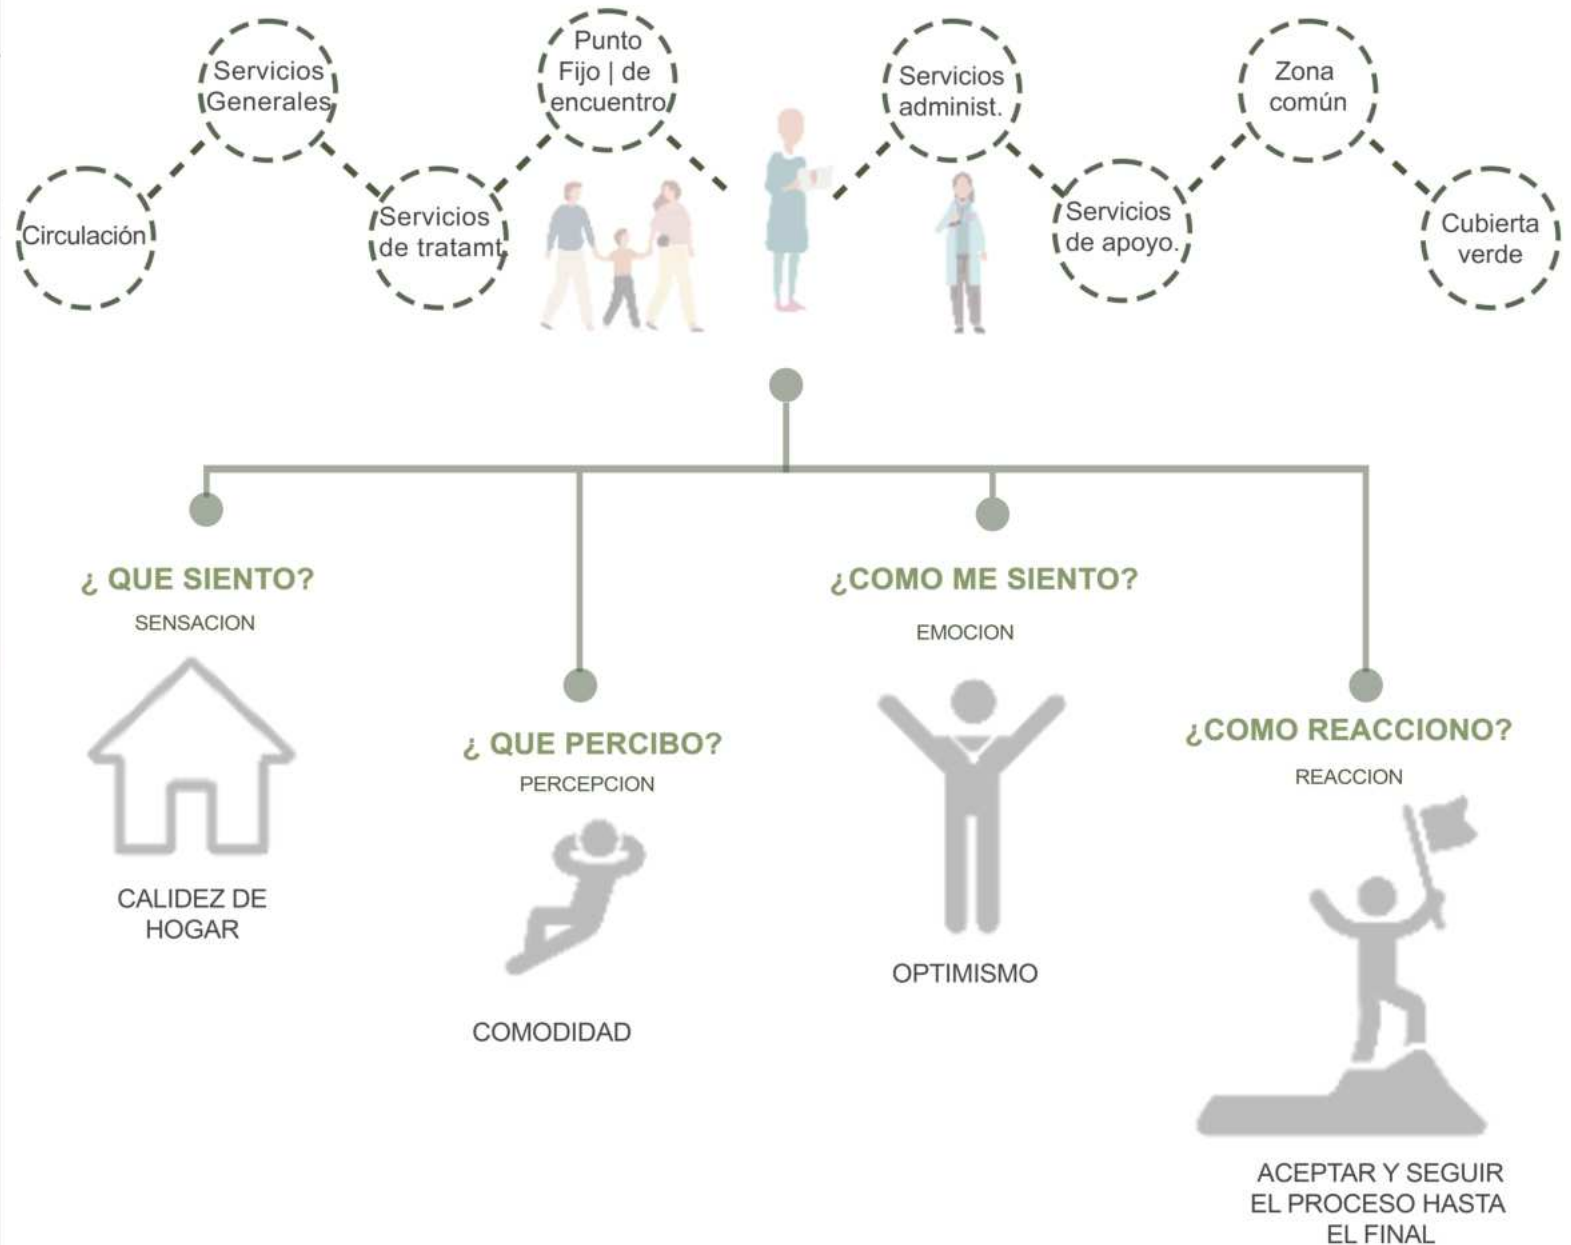 Circulación
Servicios
Generales
Servicios
de tratamt
Punto
Fijo | de
encuentro
Servicios
administ.
Servicios
de apoyo.
Zona
común
Cubierta
verde
¿ QUE SIENTO?
SENSACION
CALIDEZ DE
HOGAR
¿ QUE PERCIBO?
PERCEPCION
COMODIDAD
¿COMO ME SIENTO?
EMOCION
OPTIMISMO
¿COMO REACCIONO?
REACCION
ACEPTAR Y SEGUIR
EL PROCESO HASTA
EL FINAL